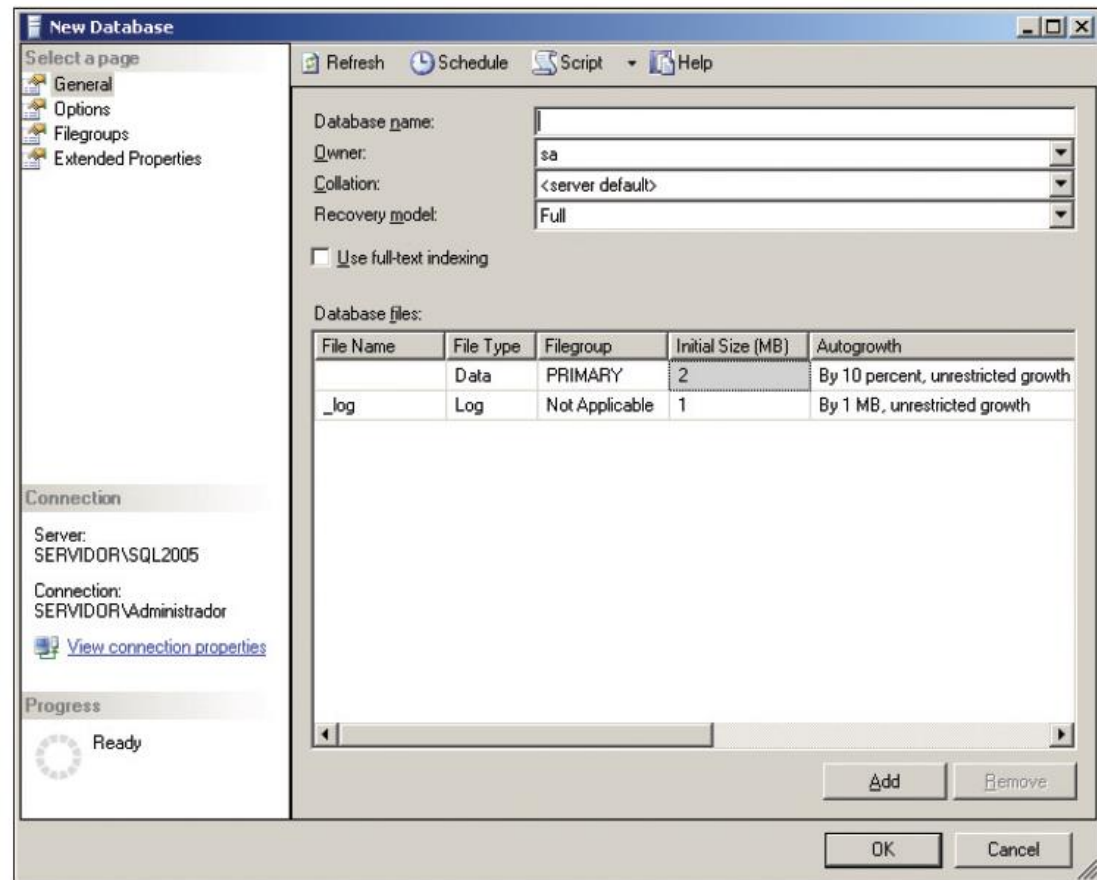 New Database
Select a page
General
Options
Filegroups
Extended Properties
Connection
Server:
SERVIDOR\SQL2005
Connection:
SERVIDOR\Administrador
View connection properties
Progress
Ready
Refresh Schedule Script Help
Database name:
Owner: sa
Collation: <server default>
Recovery model: Full
Use full-text indexing
Database files:
File Name File Type Filegroup Initial Size (MB) Autogrowth
Data PRIMARY 2 By 10 percent, unrestricted growth
_log Log Not Applicable 1 By 1 MB, unrestricted growth
Add Remove
OK Cancel